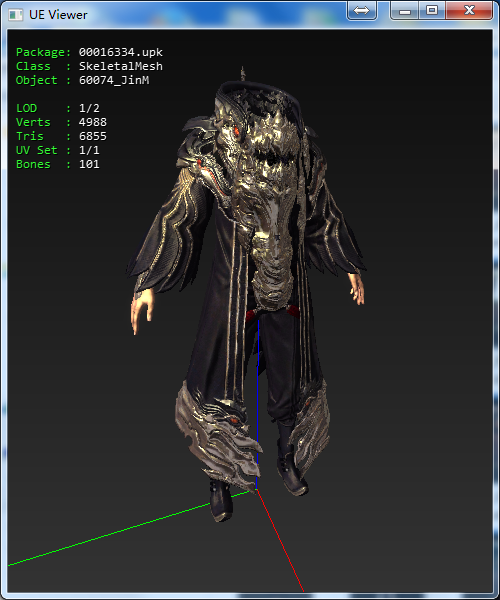 UE Viewer
Package: 00016334.upk
Class : SkeletalMesh
Object : 60074_JinM
LOD : 1/2
Verts : 4988
Tris : 6855
UV Set : 1/1
Bones : 101